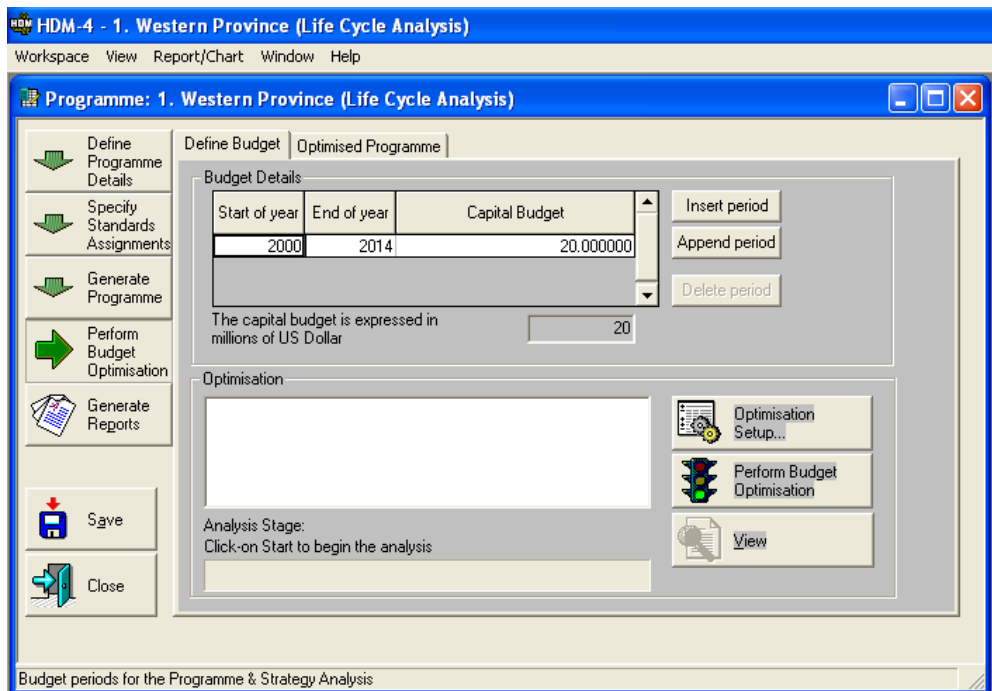 HDM-4 - 1. Western Province (Life Cycle Analysis)
Workspace View Report/Chart Window Help
Programme: 1. Western Province (Life Cycle Analysis)
Define
Programme
Details
Specify
Standards
Assignments
Generate
Programme
Perform
Budget
Optimisation
Generate
Reports
Save
Close
Define Budget Optimised Programme
Budget Details
Start of year End of year Capital Budget
2000 2014 20.000000
Insert period
Append period
Delete period
The capital budget is expressed in
millions of US Dollar
20
Optimisation
Optimisation
Setup...
Perform Budget
Optimisation
View
Analysis Stage:
Click-on Start to begin the analysis
Budget periods for the Programme & Strategy Analysis